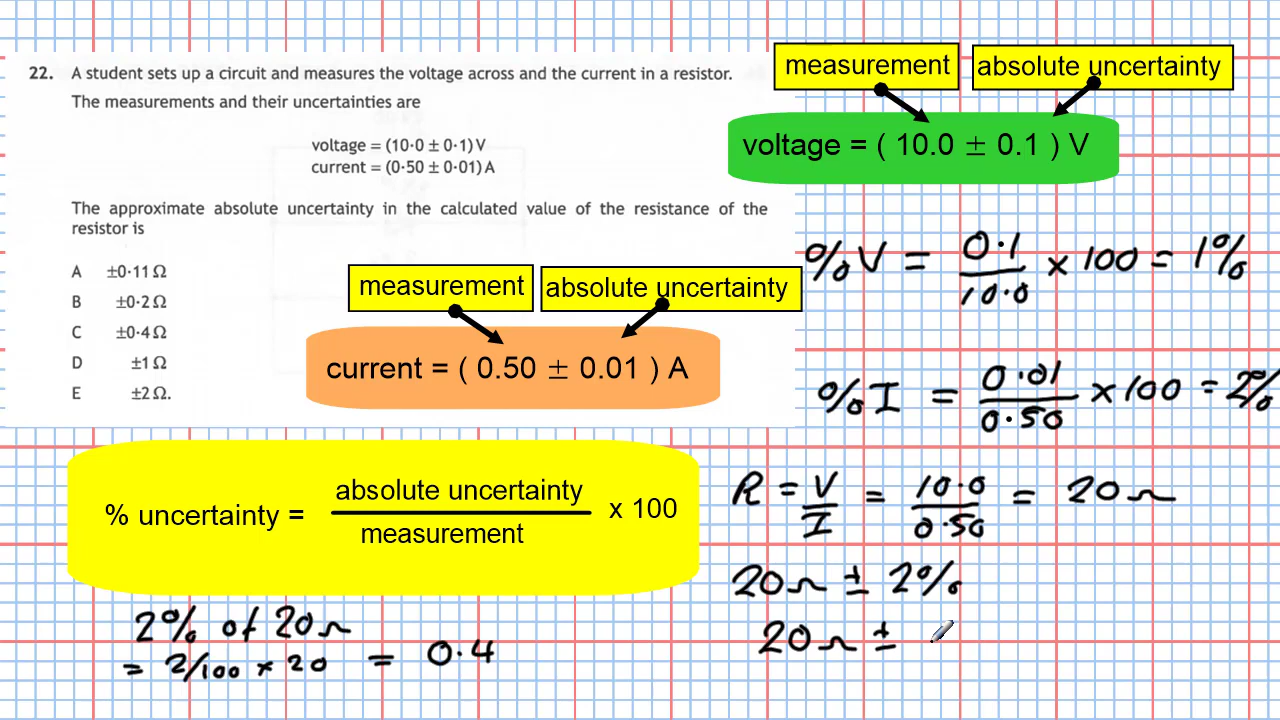 22. A student sets up a circuit and measures the voltage across and the current in a resistor.
The measurements and their uncertainties are
voltage = (10·0 ± 0·1) V
current = (0·50 ± 0·01) A
The approximate absolute uncertainty in the calculated value of the resistance of the
resistor is
A ±0·11 Ω
B ±0·2 Ω
C ±0·4 Ω
D ±1 Ω
E ±2 Ω.
measurement
absolute uncertainty
voltage = ( 10.0 ± 0.1 ) V
measurement
absolute uncertainty
current = ( 0.50 ± 0.01 ) A
%V = 0·1/10·0 x 100 = 1%
%I = 0·01/0·50 x 100 = 2%
% uncertainty = absolute uncertainty/measurement x 100
R = V/I = 10·0/0·50 = 20Ω
20Ω ± 2%
2% of 20Ω
= 2/100 x 20 = 0.4
20Ω ±